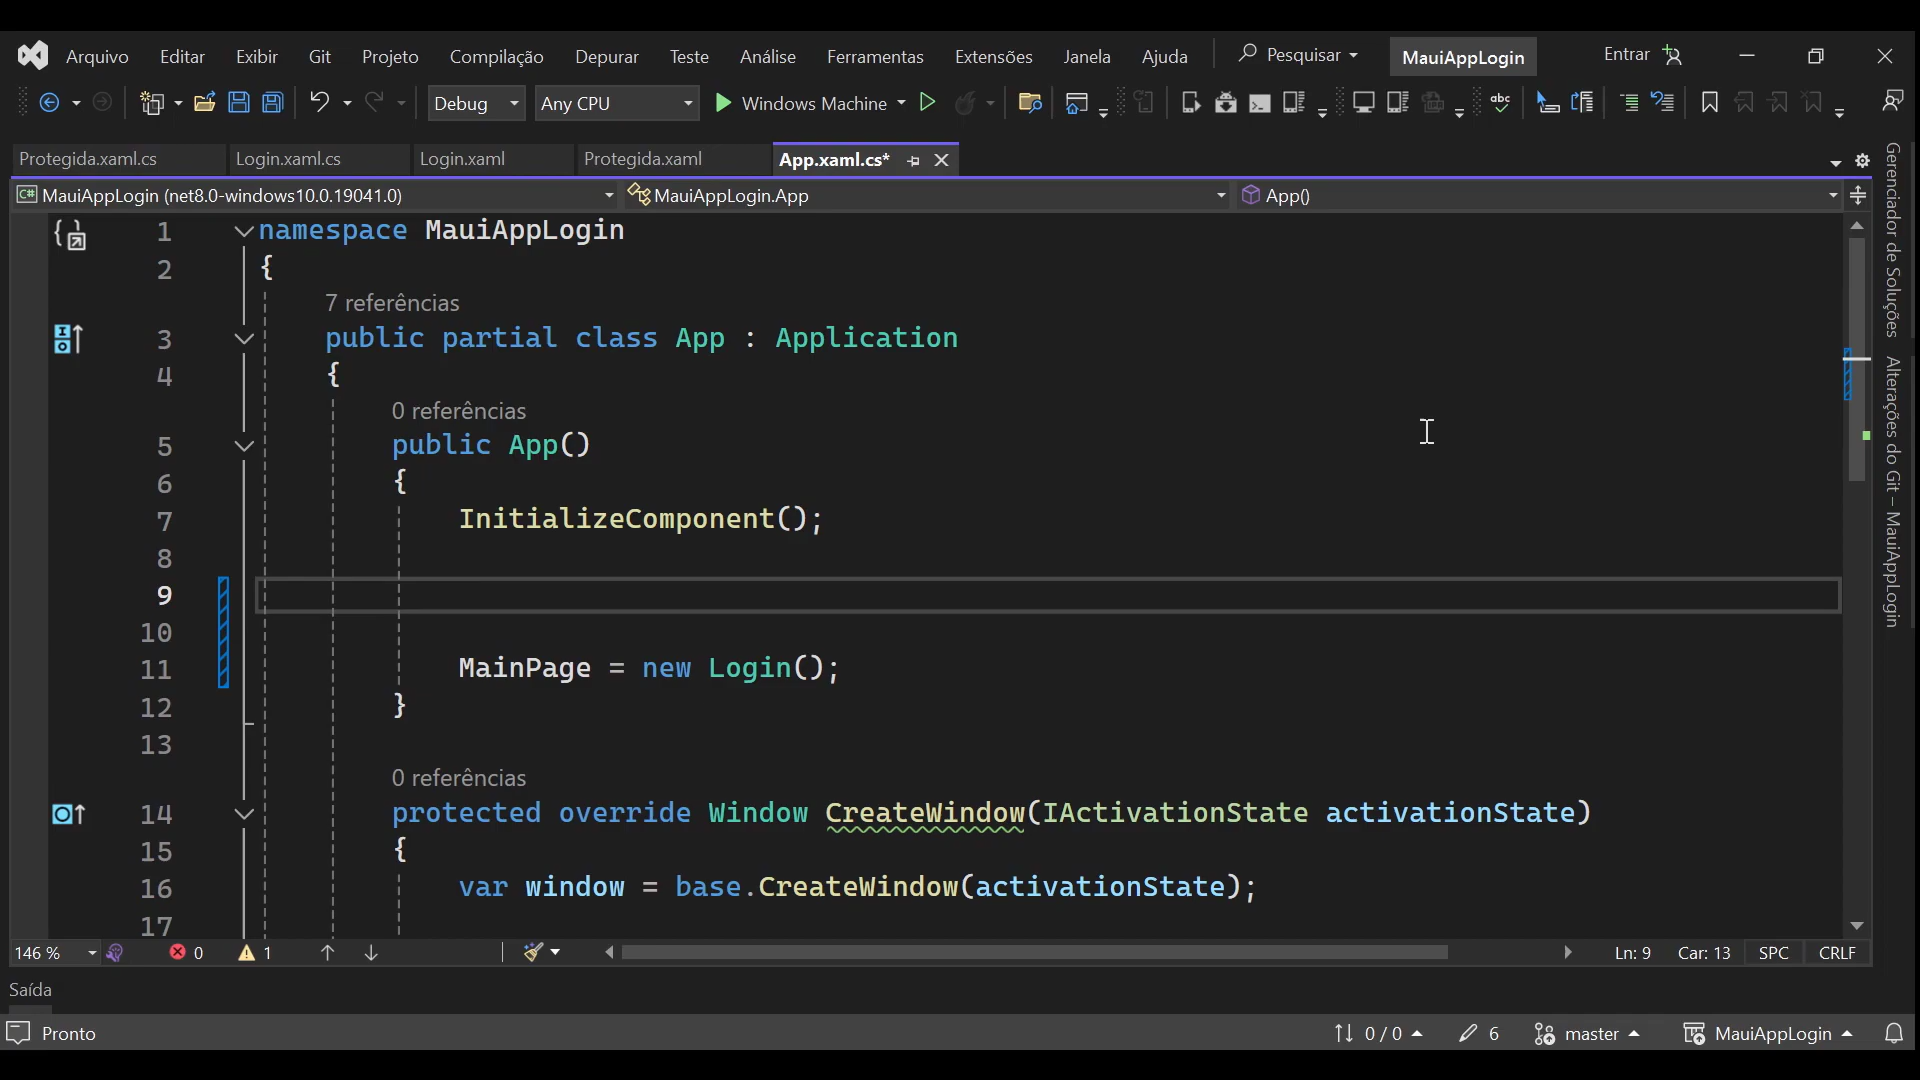 Arquivo Editar Exibir Git Projeto Compilação Depurar Teste Análise Ferramentas Extensões Janela Ajuda Pesquisar MauiAppLogin Entrar
Debug Any CPU Windows Machine
Protegida.xaml.cs Login.xaml.cs Login.xaml Protegida.xaml App.xaml.cs*
MauiAppLogin (net8.0-windows10.0.19041.0) MauiAppLogin.App App()
1 namespace MauiAppLogin
2 {
7 referências
3 public partial class App : Application
4 {
0 referências
5 public App()
6 {
7 InitializeComponent();
8
9
10
11 MainPage = new Login();
12 }
13
0 referências
14 protected override Window CreateWindow(IActivationState activationState)
15 {
16 var window = base.CreateWindow(activationState);
17
146 % 0 1 Ln: 9 Car: 13 SPC CRLF
Saída
Pronto 0 / 0 6 master MauiAppLogin
Gerenciador de Soluções
Alterações do Git – MauiAppLogin